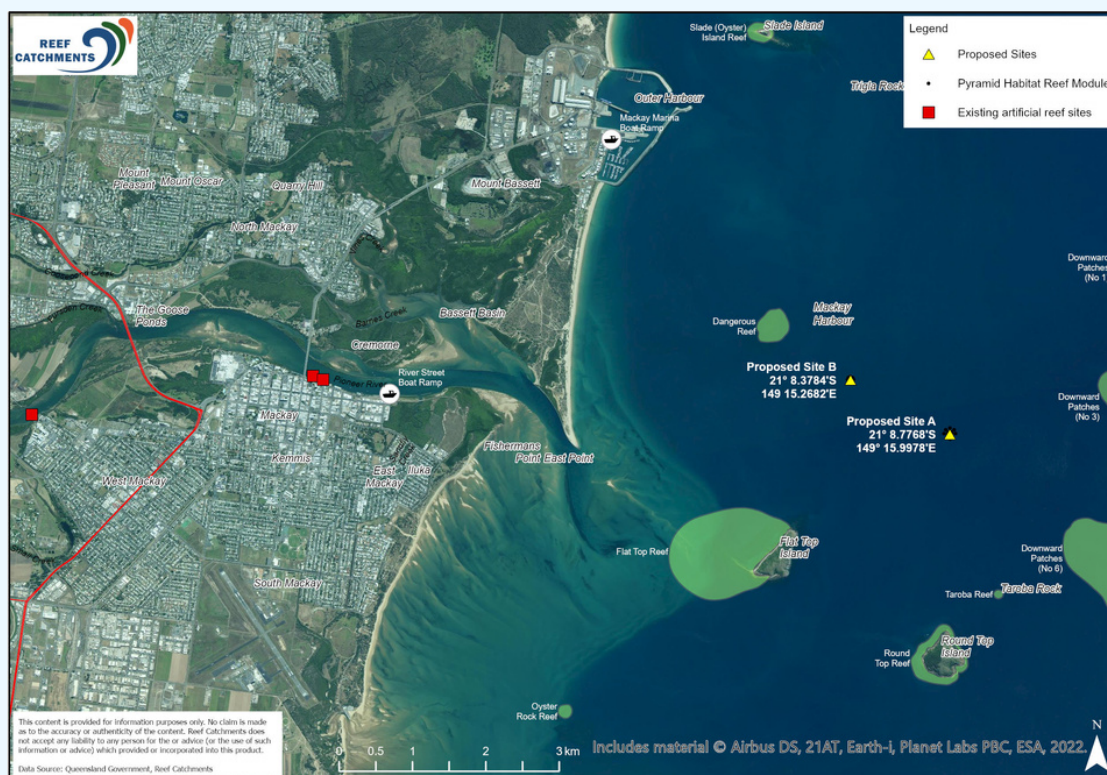 REEF
CATCHMENTS
Slade (Oyster)
Island Reef
Slade Island
Trigla Rock
Legend
Proposed Sites
Pyramid Habitat Reef Module
Existing artificial reef sites
Outer Harbour
Mackay Marina
Boat Ramp
Mount
Pleasant
Mount Oscar
Quarry Hill
Mount Bassett
North Mackay
Downward
Patches
(No 1
The Goose
Ponds
Barnes Creek
Bassett Basin
Cremorne
Mackay
Harbour
Dangerous
Reef
Pioneer River
River Street
Boat Ramp
Proposed Site B
21° 8.3784'S
149 15.2682'E
Downward
Patches
(No 3)
Mackay
Proposed Site A
21° 8.7768'S
149° 15.9978'E
Fishermans
Point
East Point
Kemmis
East
Mackay
Iluka
West Mackay
Flat Top Reef
Flat Top
Island
Downward
Patches
(No 6)
South Mackay
Taroba Reef
Taroba Rock
Round
Top Reef
Round Top
Island
Oyster
Rock Reef
This content is provided for information purposes only. No claim is made
as to the accuracy or authenticity of the content. Reef Catchments does
not accept any liability to any person for the or advice (or the use of such
information or advice) which provided or incorporated into this product.
Data Source: Queensland Government, Reef Catchments
0 0.5 1 2 3 km
Includes material © Airbus DS, 21AT, Earth-i, Planet Labs PBC, ESA, 2022.
N